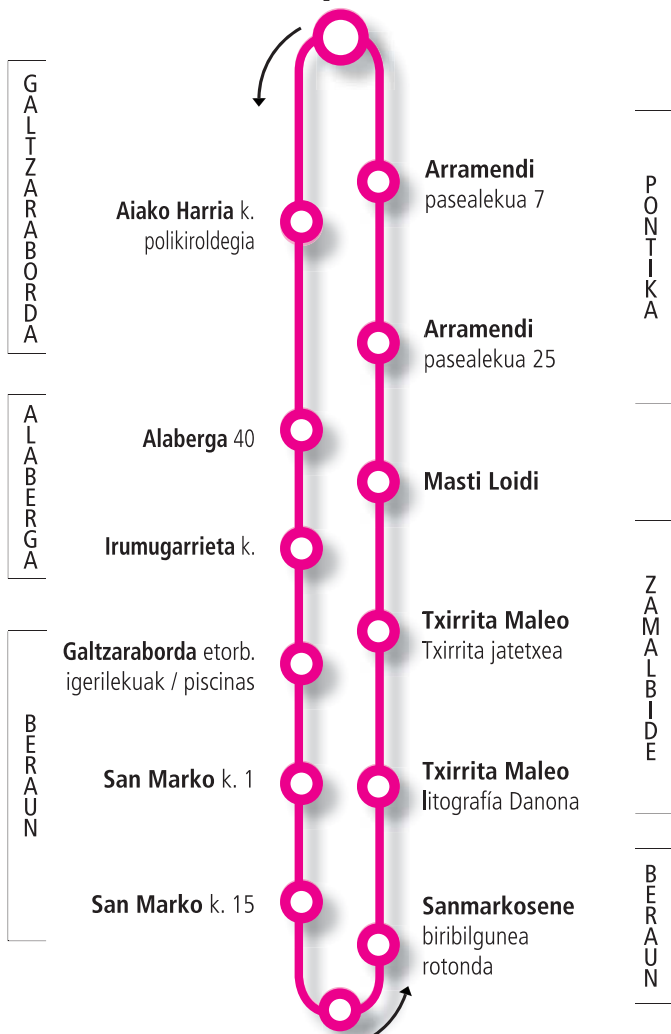 GALTZARABORDA
Aiako Harria k.
polikiroldegia
ALABERGA
Alaberga 40
Irumugarrieta k.
BERAUN
Galtzaraborda etorb.
igerilekuak / piscinas
San Marko k. 1
San Marko k. 15
PONTIKA
Arramendi
pasealekua 7
Arramendi
pasealekua 25
Masti Loidi
ZAMALBIDE
Txirrita Maleo
Txirrita jatetxea
Txirrita Maleo
litografía Danona
BERAUN
Sanmarkosene
biribilgunea
rotonda